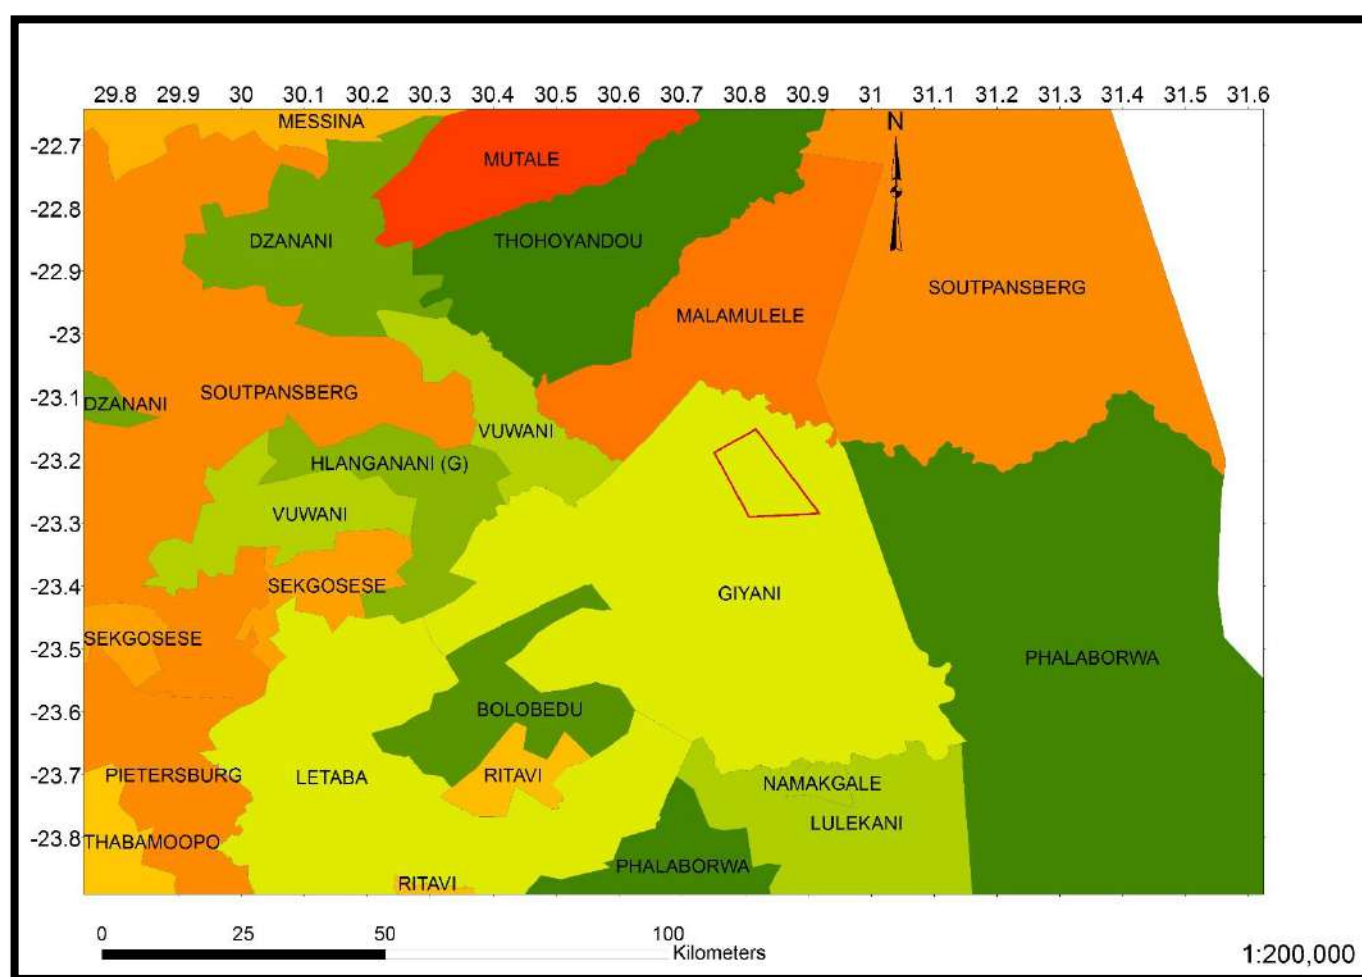 29.8 29.9 30 30.1 30.2 30.3 30.4 30.5 30.6 30.7 30.8 30.9 31 31.1 31.2 31.3 31.4 31.5 31.6
MESSINA
N
-22.7
MUTALE
-22.8
DZANANI
THOHOYANDOU
-22.9
SOUTPANSBERG
MALAMULELE
-23
SOUTPANSBERG
-23.1
DZANANI
VUWANI
-23.2
HLANGANANI (G)
VUWANI
-23.3
-23.4
SEKGOSESE
GIYANI
SEKGOSESE
-23.5
PHALABORWA
-23.6
BOLOBEDU
-23.7
PIETERSBURG
LETABA
RITAVI
NAMAKGALE
LULEKANI
-23.8
THABAMOOPO
PHALABORWA
RITAVI
0 25 50 100
Kilometers
1:200,000